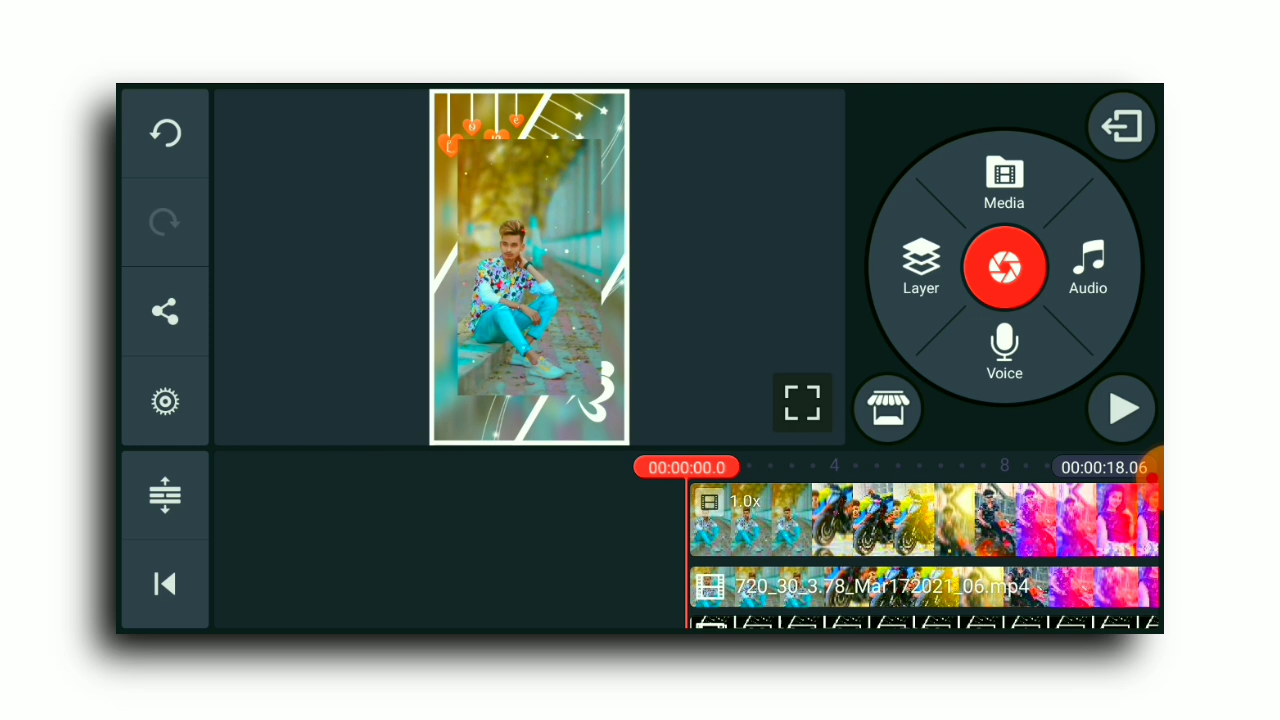 Media
Layer
Audio
Voice
00:00:00.0
4
8
00:00:18.06
1.0x
720_30_3.78_Mar172021_06.mp4